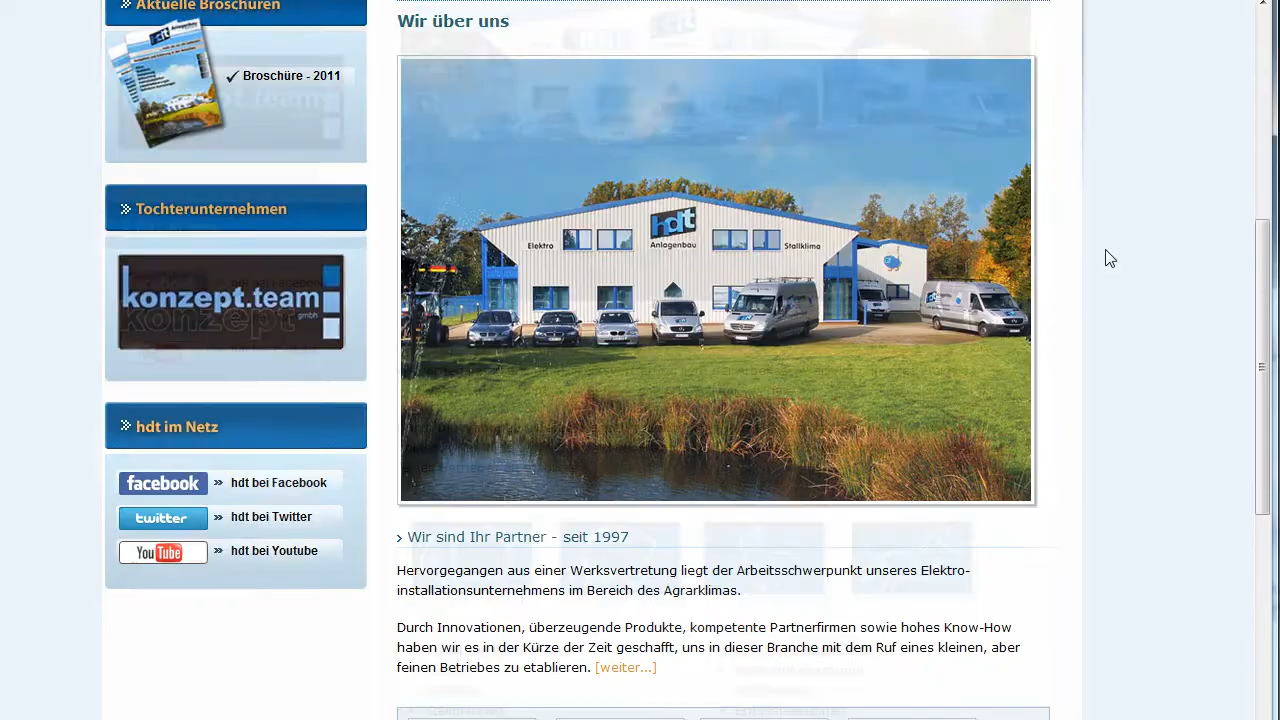 Aktuelle Broschüren
Broschüre - 2011
Tochterunternehmen
konzept.team
gmbh
hdt im Netz
facebook
hdt bei Facebook
twitter
hdt bei Twitter
YouTube
hdt bei Youtube
Wir über uns
hdt
Elektro
Anlagenbau
Stallklima
Wir sind Ihr Partner - seit 1997
Hervorgegangen aus einer Werksvertretung liegt der Arbeitsschwerpunkt unseres Elektro-
installationsunternehmens im Bereich des Agrarklimas.
Durch Innovationen, überzeugende Produkte, kompetente Partnerfirmen sowie hohes Know-How
haben wir es in der Kürze der Zeit geschafft, uns in dieser Branche mit dem Ruf eines kleinen, aber
feinen Betriebes zu etablieren. [weiter...]